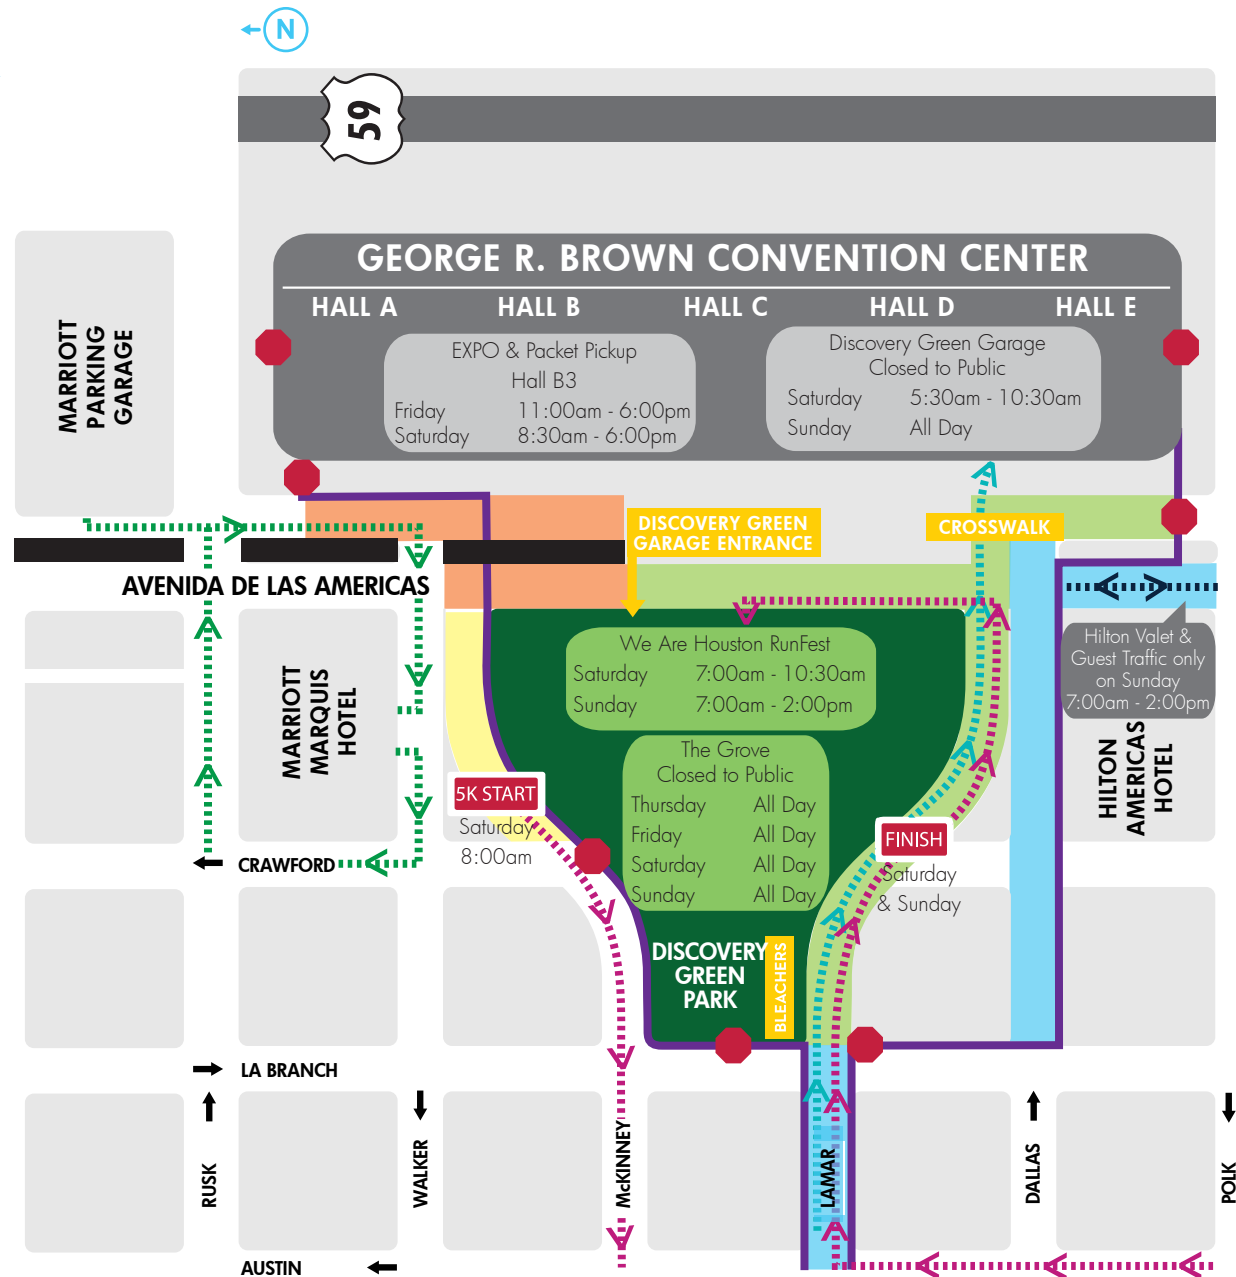 N
59
GEORGE R. BROWN CONVENTION CENTER
HALL A
HALL B
HALL C
HALL D
HALL E
EXPO & Packet Pickup
Hall B3
Friday 11:00am - 6:00pm
Saturday 8:30am - 6:00pm
Discovery Green Garage
Closed to Public
Saturday 5:30am - 10:30am
Sunday All Day
MARRIOTT
PARKING
GARAGE
DISCOVERY GREEN
GARAGE ENTRANCE
CROSSWALK
AVENIDA DE LAS AMERICAS
We Are Houston RunFest
Saturday 7:00am - 10:30am
Sunday 7:00am - 2:00pm
Hilton Valet &
Guest Traffic only
on Sunday
7:00am - 2:00pm
MARRIOTT
MARQUIS
HOTEL
HILTON
AMERICAS
HOTEL
The Grove
Closed to Public
Thursday All Day
Friday All Day
Saturday All Day
Sunday All Day
5K START
Saturday
8:00am
FINISH
Saturday
& Sunday
CRAWFORD
DISCOVERY
GREEN
PARK
BLEACHERS
LA BRANCH
RUSK
WALKER
McKINNEY
LAMAR
DALLAS
POLK
AUSTIN